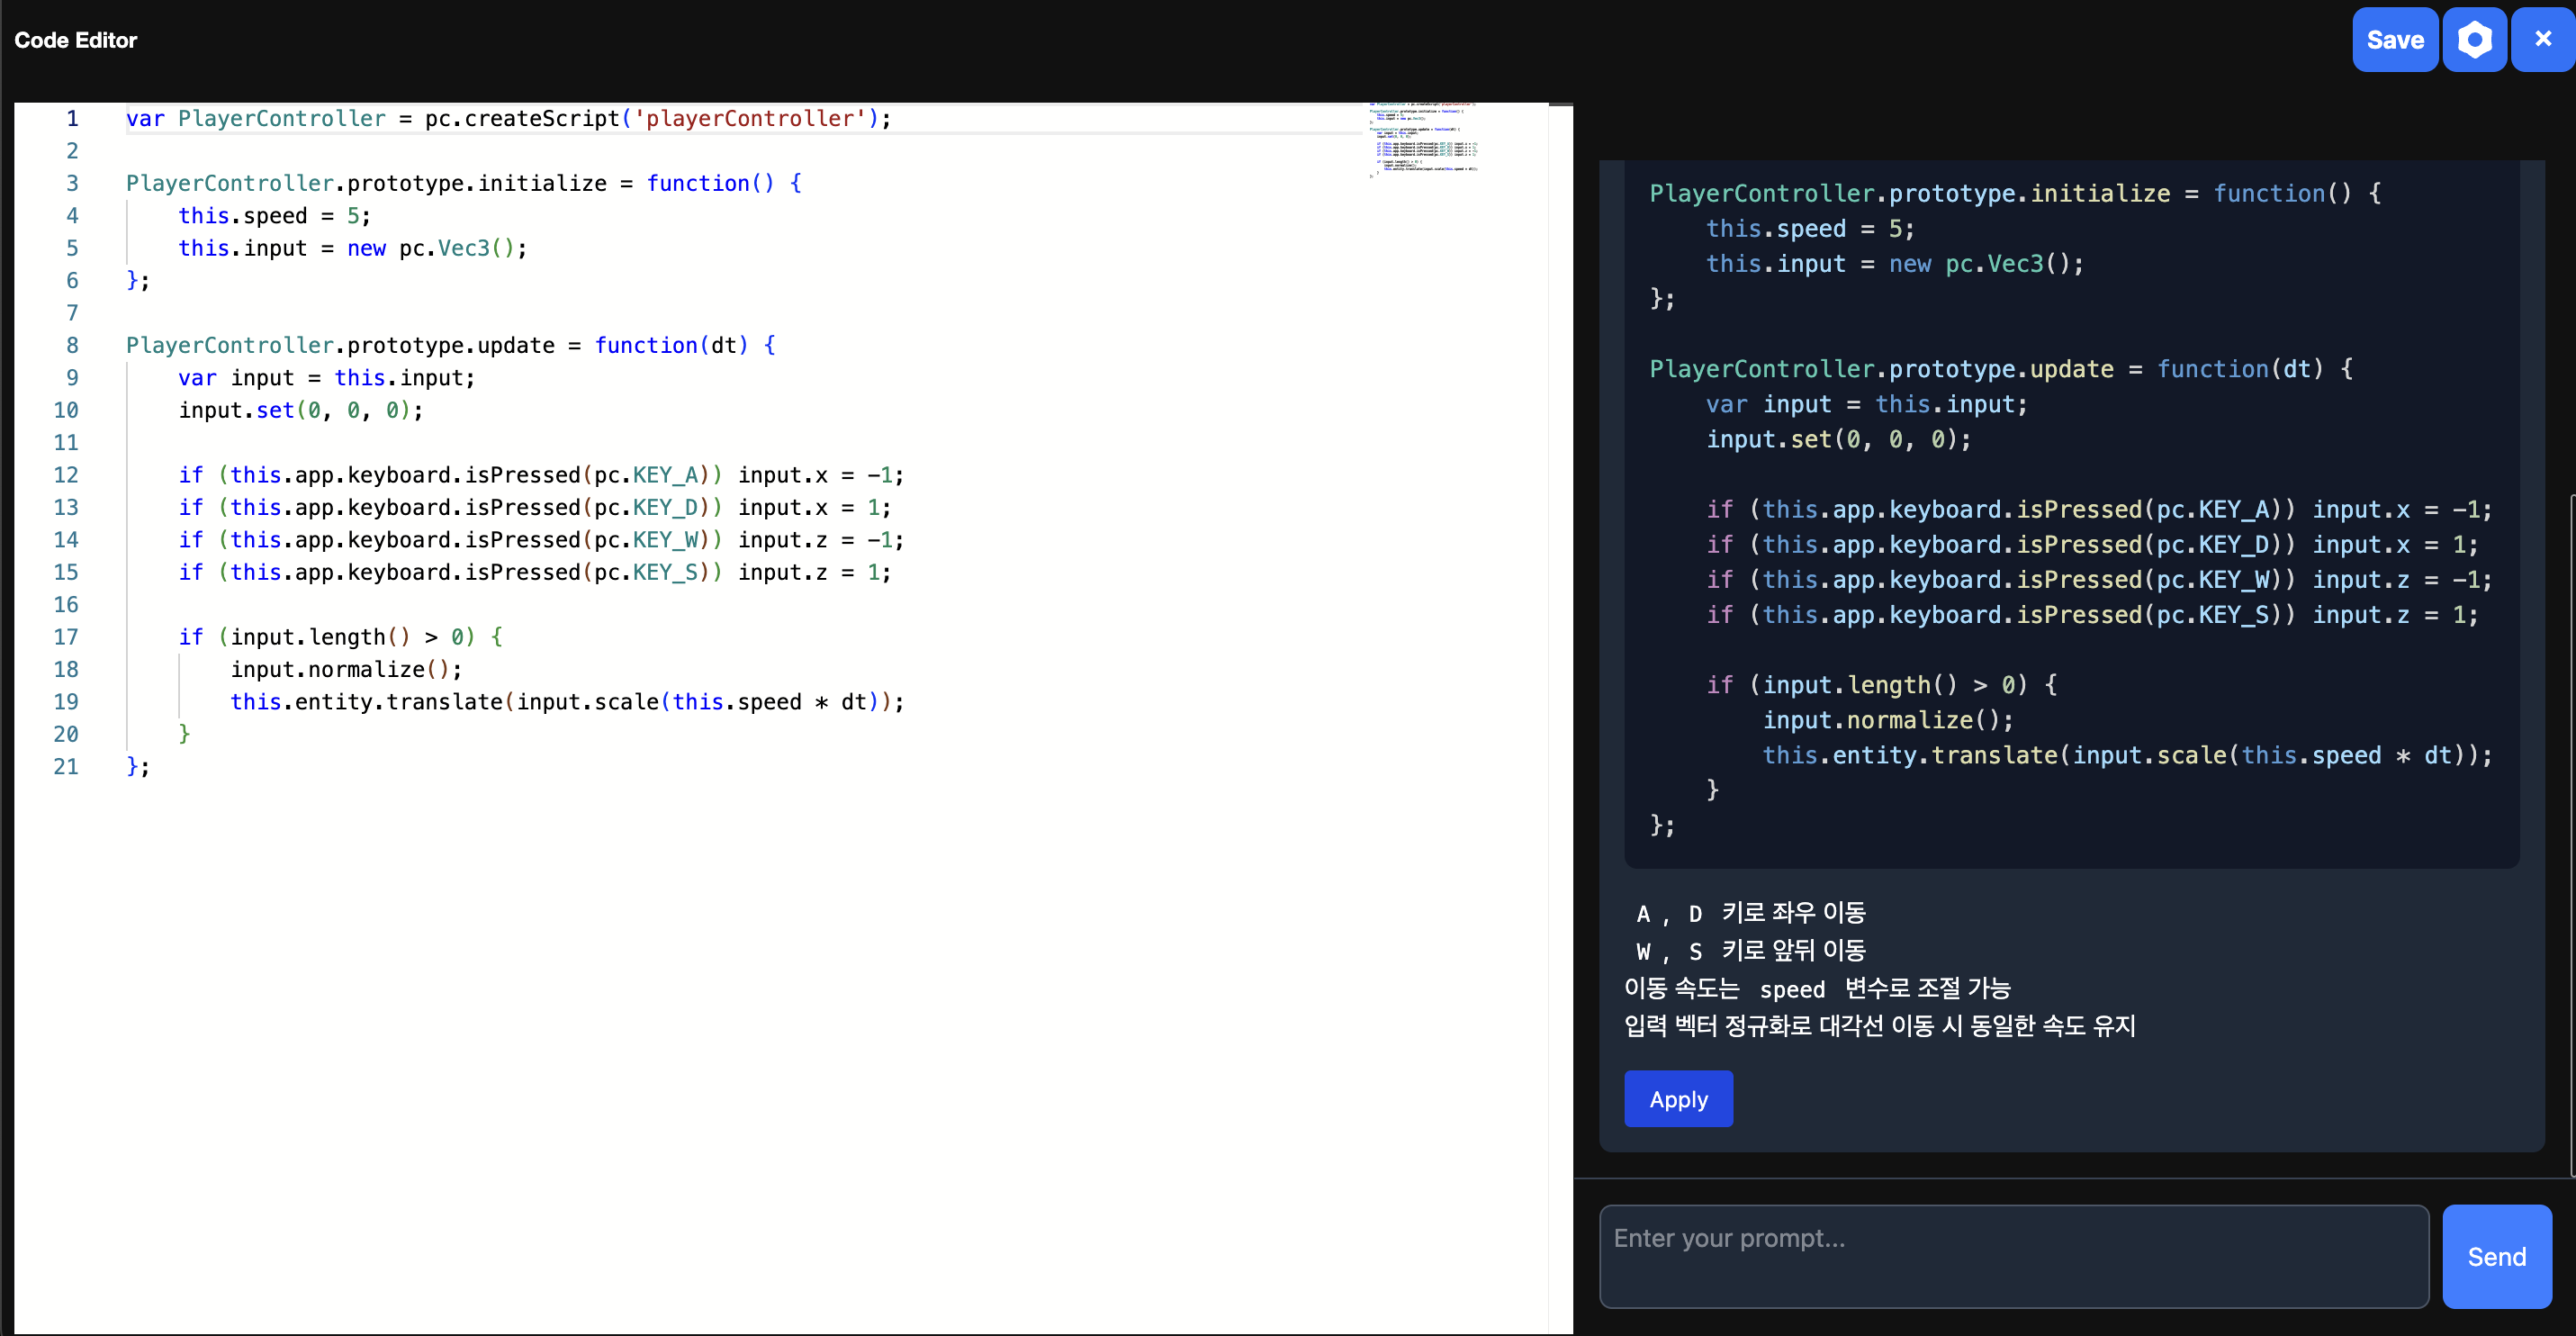 Code Editor
Save
×
1 var PlayerController = pc.createScript('playerController');
2
3 PlayerController.prototype.initialize = function() {
4     this.speed = 5;
5     this.input = new pc.Vec3();
6 };
7
8 PlayerController.prototype.update = function(dt) {
9     var input = this.input;
10     input.set(0, 0, 0);
11
12     if (this.app.keyboard.isPressed(pc.KEY_A)) input.x = -1;
13     if (this.app.keyboard.isPressed(pc.KEY_D)) input.x = 1;
14     if (this.app.keyboard.isPressed(pc.KEY_W)) input.z = -1;
15     if (this.app.keyboard.isPressed(pc.KEY_S)) input.z = 1;
16
17     if (input.length() > 0) {
18         input.normalize();
19         this.entity.translate(input.scale(this.speed * dt));
20     }
21 };
PlayerController.prototype.initialize = function() {
    this.speed = 5;
    this.input = new pc.Vec3();
};
PlayerController.prototype.update = function(dt) {
    var input = this.input;
    input.set(0, 0, 0);
    if (this.app.keyboard.isPressed(pc.KEY_A)) input.x = -1;
    if (this.app.keyboard.isPressed(pc.KEY_D)) input.x = 1;
    if (this.app.keyboard.isPressed(pc.KEY_W)) input.z = -1;
    if (this.app.keyboard.isPressed(pc.KEY_S)) input.z = 1;
    if (input.length() > 0) {
        input.normalize();
        this.entity.translate(input.scale(this.speed * dt));
    }
};
A , D 키로 좌우 이동
W , S 키로 앞뒤 이동
이동 속도는 speed 변수로 조절 가능
입력 벡터 정규화로 대각선 이동 시 동일한 속도 유지
Apply
Enter your prompt...
Send